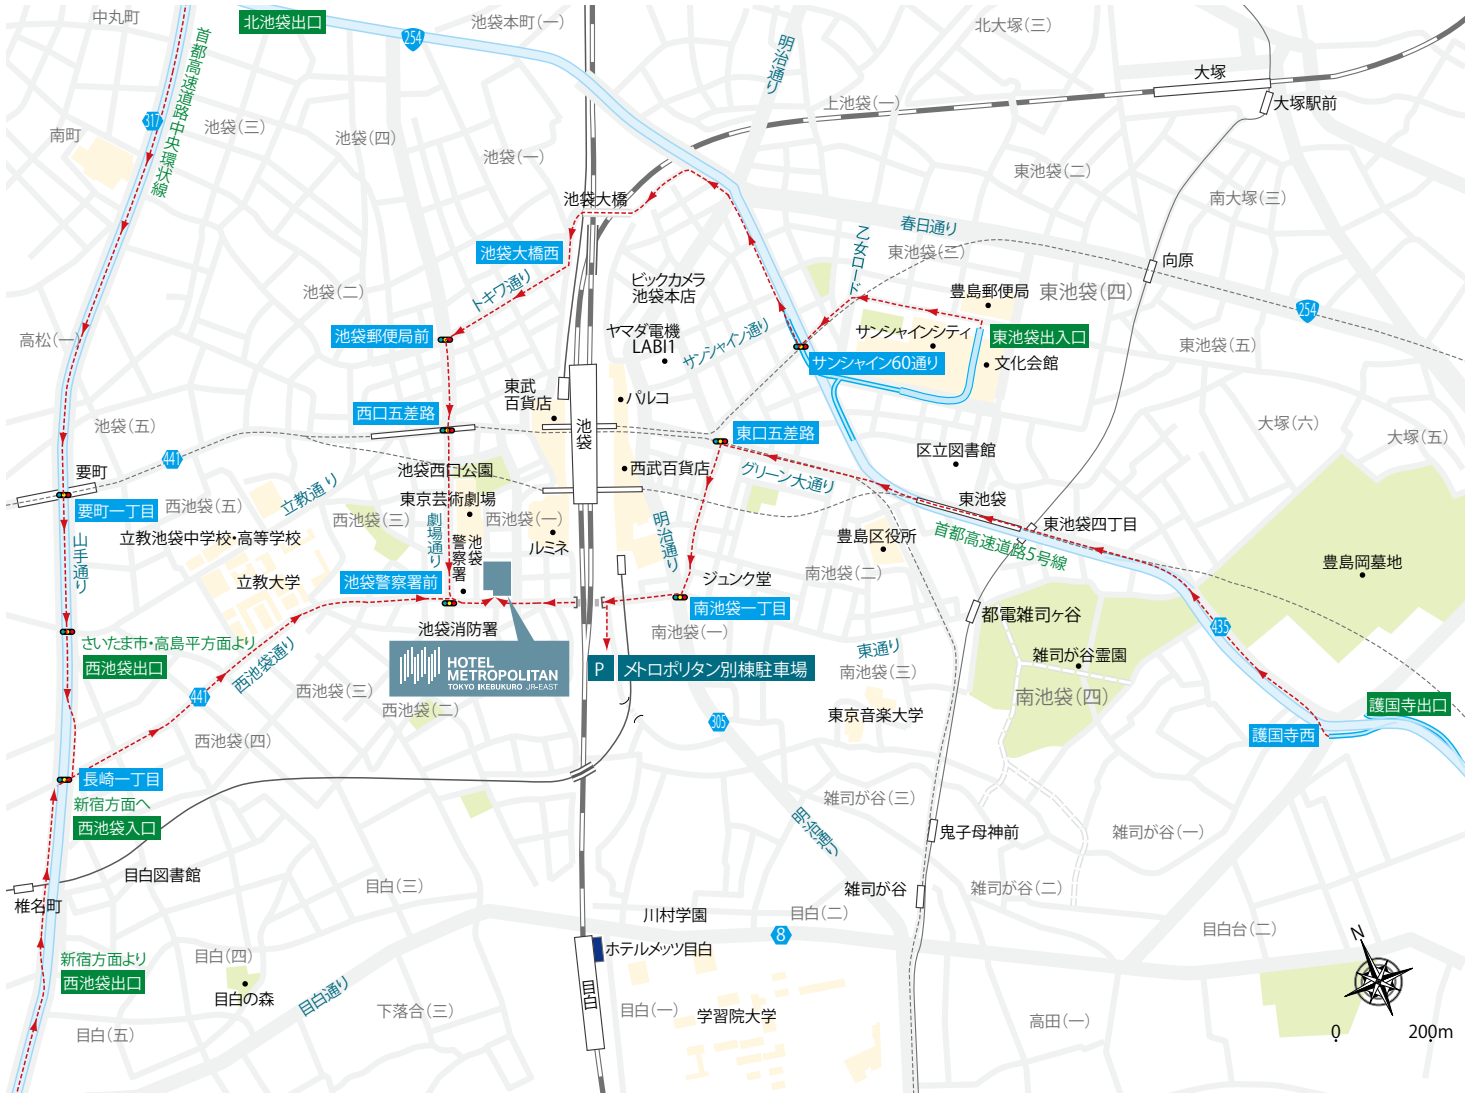 中丸町
北池袋出口
池袋本町(一)
254
明治通り
北大塚(三)
首都高速道路中央環状線
大塚
大塚駅前
上池袋(一)
317
南町
池袋(三)
池袋(四)
池袋(一)
東池袋(二)
南大塚(三)
池袋大橋
春日通り
乙女ロード
東池袋(三)
池袋大橋西
トキワ通り
向原
ビックカメラ
池袋本店
豊島郵便局
東池袋(四)
池袋(二)
254
高松(一)
池袋郵便局前
ヤマダ電機
LABI1
サンシャイン通り
サンシャインシティ
東池袋出入口
東池袋(五)
サンシャイン60通り
文化会館
東武
百貨店
パルコ
池袋
西口五差路
東口五差路
池袋(五)
大塚(六)
大塚(五)
区立図書館
441
要町
池袋西口公園
西武百貨店
グリーン大通り
立教通り
東京芸術劇場
西池袋(五)
西池袋(三)
西池袋(一)
東池袋
要町一丁目
東池袋四丁目
劇場通り
明治通り
首都高速道路5号線
立教池袋中学校・高等学校
池袋
警察署
ルミネ
豊島区役所
山手通り
豊島岡墓地
立教大学
池袋警察署前
ジュンク堂
南池袋(二)
南池袋一丁目
都電雑司ヶ谷
池袋消防署
南池袋(一)
435
さいたま市・高島平方面より
西池袋出口
西池袋通り
HOTEL
METROPOLITAN
TOKYO IKEBUKURO JR-EAST
P
メトロポリタン別棟駐車場
東通り
南池袋(三)
雑司が谷霊園
南池袋(四)
西池袋(三)
441
西池袋(二)
305
東京音楽大学
護国寺出口
護国寺西
西池袋(四)
長崎一丁目
新宿方面へ
西池袋入口
雑司が谷(三)
明治通り
鬼子母神前
雑司が谷(一)
目白図書館
目白(三)
雑司が谷
雑司が谷(二)
椎名町
川村学園
目白(二)
8
目白台(二)
新宿方面より
西池袋出口
目白(四)
ホテルメッツ目白
N
目白の森
目白通り
目白
下落合(三)
目白(一)
学習院大学
高田(一)
目白(五)
0
200m